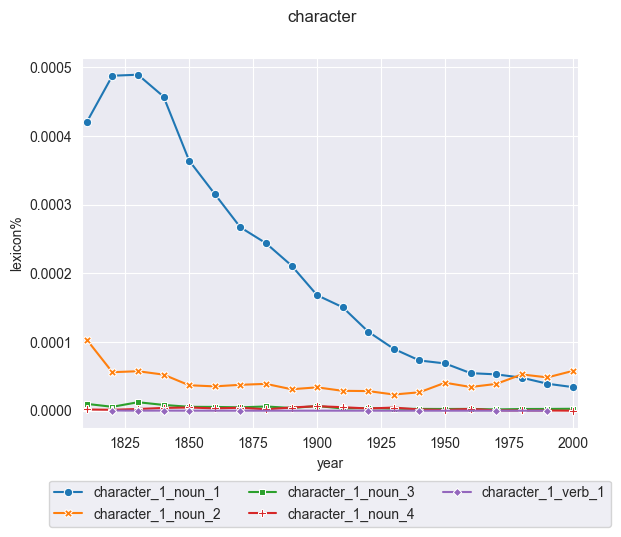 character
0.0005
0.0004
0.0003
0.0002
0.0001
0.0000
lexicon%
1825 1850 1875 1900 1925 1950 1975 2000
year
character_1_noun_1 character_1_noun_3 character_1_verb_1
character_1_noun_2 character_1_noun_4